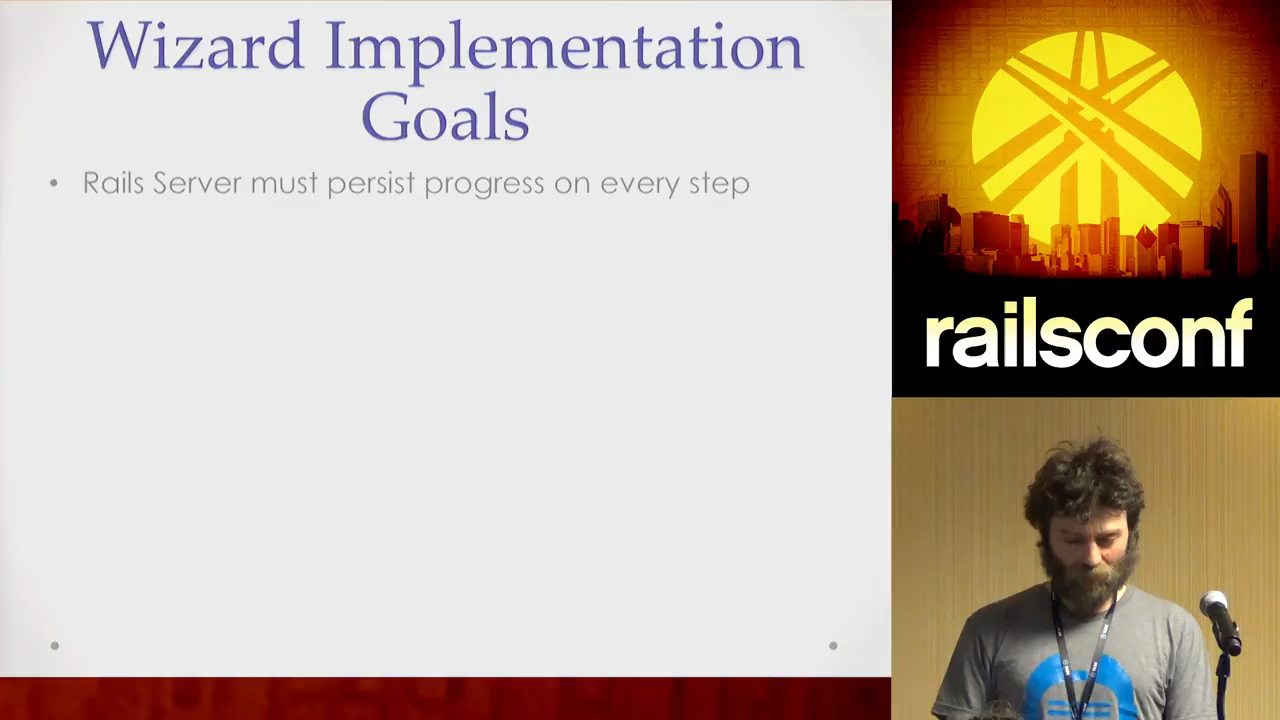 Wizard Implementation
Goals
• Rails Server must persist progress on every step
railsconf